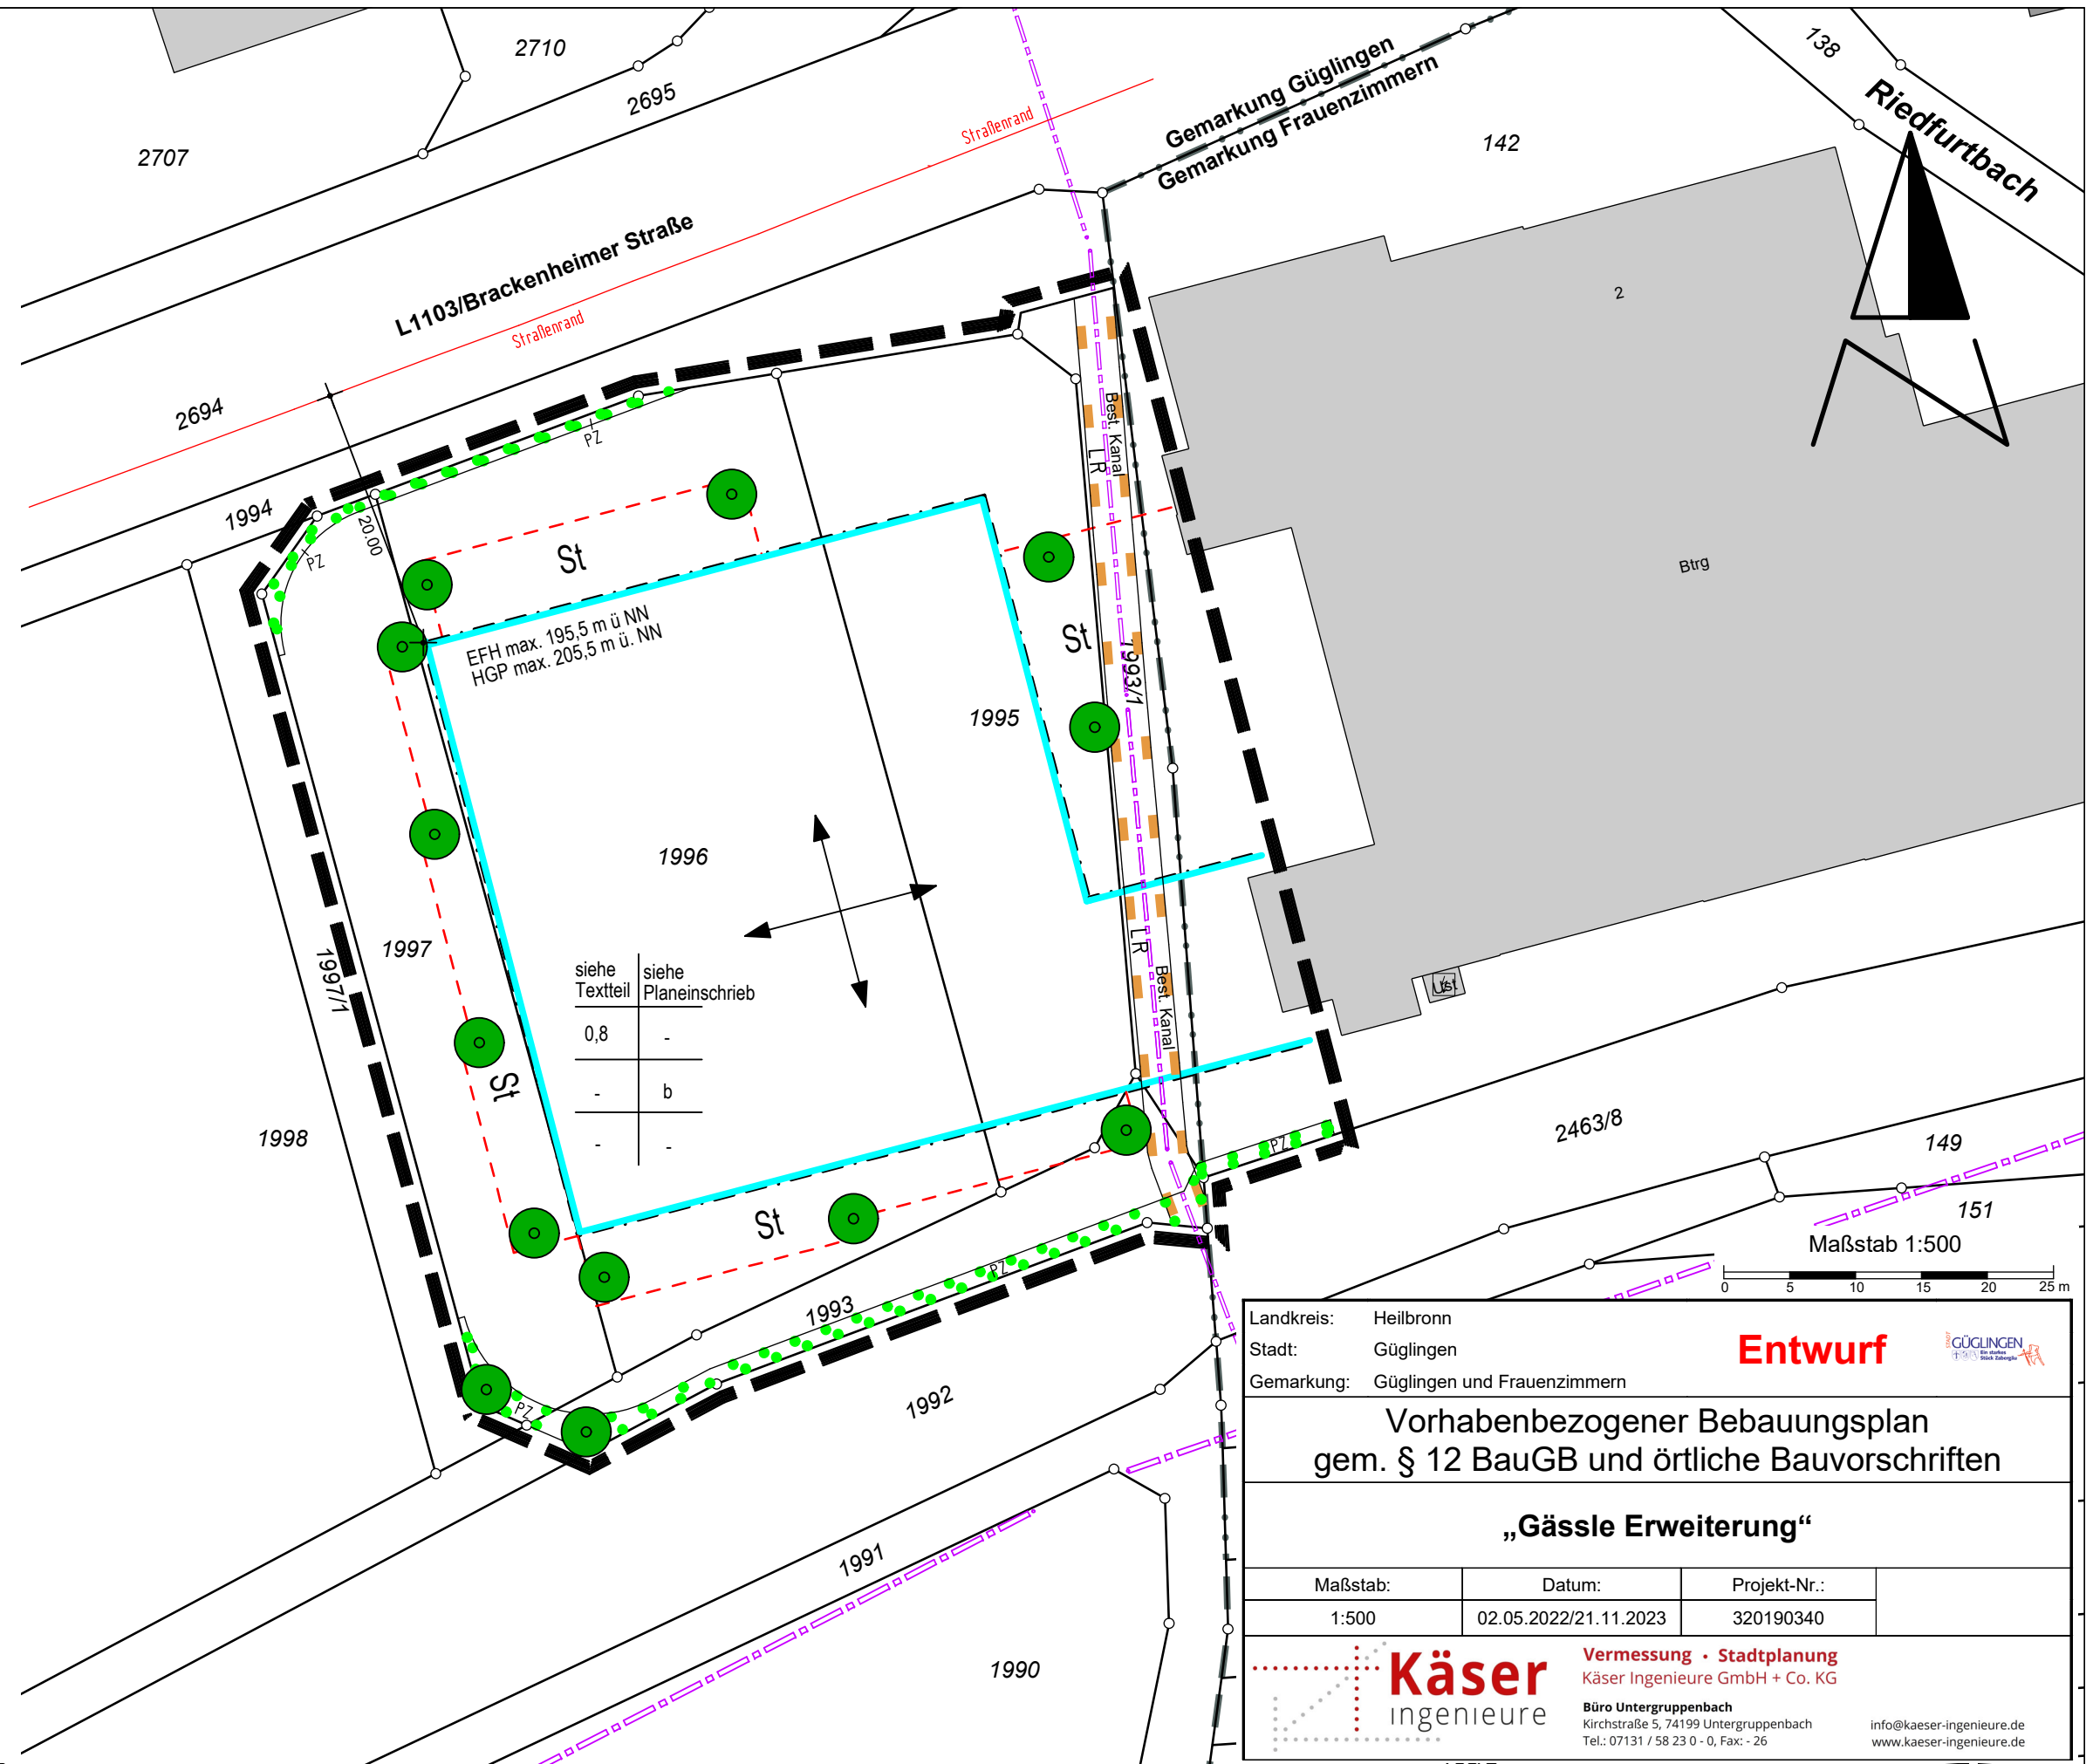 2710
2695
2707
138
Riedfurtbach
Gemarkung Güglingen
Gemarkung Frauenzimmern
142
Straßenrand
L1103/Brackenheimer Straße
Straßenrand
2
2694
1994
PZ
PZ
20.00
St
Best. Kanal
LR
Btrg
EFH max. 195,5 m ü NN
HGP max. 205,5 m ü. NN
St
1993/1
1995
1996
1997
1997/1
siehe Textteil
siehe Planeinschrieb
0,8
-
-
b
-
-
LR
Best. Kanal
St
1998
PZ
2463/8
149
151
St
PZ
1993
PZ
1992
1991
1990
Maßstab 1:500
0 5 10 15 20 25 m
Landkreis: Heilbronn
Stadt: Güglingen
Gemarkung: Güglingen und Frauenzimmern
Entwurf
STADT GÜGLINGEN
Ein starkes
Stück Zabergäu
Vorhabenbezogener Bebauungsplan
gem. § 12 BauGB und örtliche Bauvorschriften
„Gässle Erweiterung“
Maßstab: Datum: Projekt-Nr.:
1:500 02.05.2022/21.11.2023 320190340
Käser
ingenieure
Vermessung · Stadtplanung
Käser Ingenieure GmbH + Co. KG
Büro Untergruppenbach
Kirchstraße 5, 74199 Untergruppenbach
Tel.: 07131 / 58 23 0 - 0, Fax: - 26
info@kaeser-ingenieure.de
www.kaeser-ingenieure.de